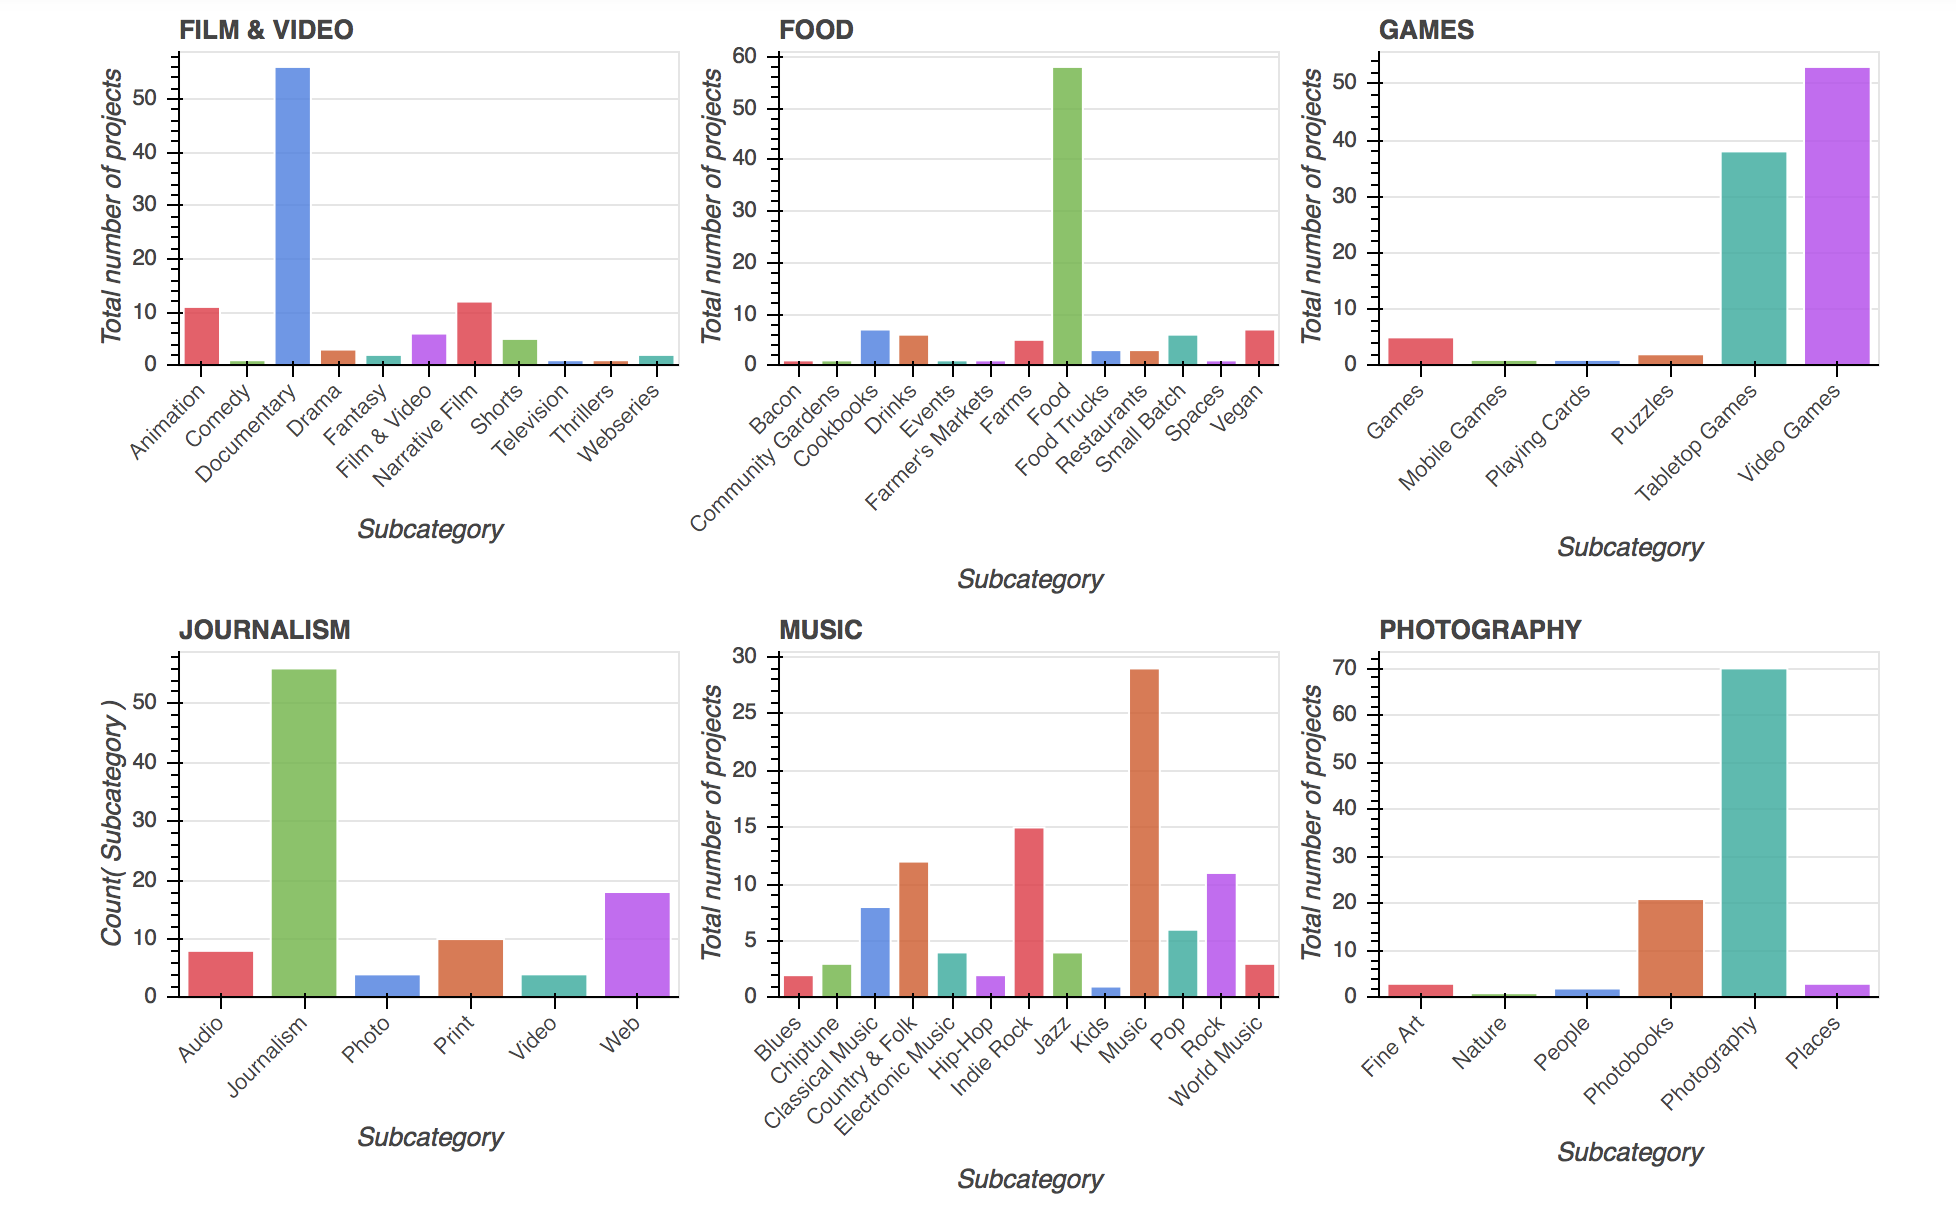 FILM & VIDEO
Total number of projects
50
40
30
20
10
0
Animation
Comedy
Documentary
Drama
Fantasy
Film & Video
Narrative Film
Shorts
Television
Thrillers
Webseries
Subcategory
FOOD
Total number of projects
60
50
40
30
20
10
0
Bacon
Community Gardens
Cookbooks
Drinks
Events
Farmer's Markets
Farms
Food
Food Trucks
Restaurants
Small Batch
Spaces
Vegan
Subcategory
GAMES
Total number of projects
50
40
30
20
10
0
Games
Mobile Games
Playing Cards
Puzzles
Tabletop Games
Video Games
Subcategory
JOURNALISM
Count( Subcategory )
50
40
30
20
10
0
Audio
Journalism
Photo
Print
Video
Web
Subcategory
MUSIC
Total number of projects
30
25
20
15
10
5
0
Blues
Chiptune
Classical Music
Country & Folk
Electronic Music
Hip-Hop
Indie Rock
Jazz
Kids
Music
Pop
Rock
World Music
Subcategory
PHOTOGRAPHY
Total number of projects
70
60
50
40
30
20
10
0
Fine Art
Nature
People
Photobooks
Photography
Places
Subcategory